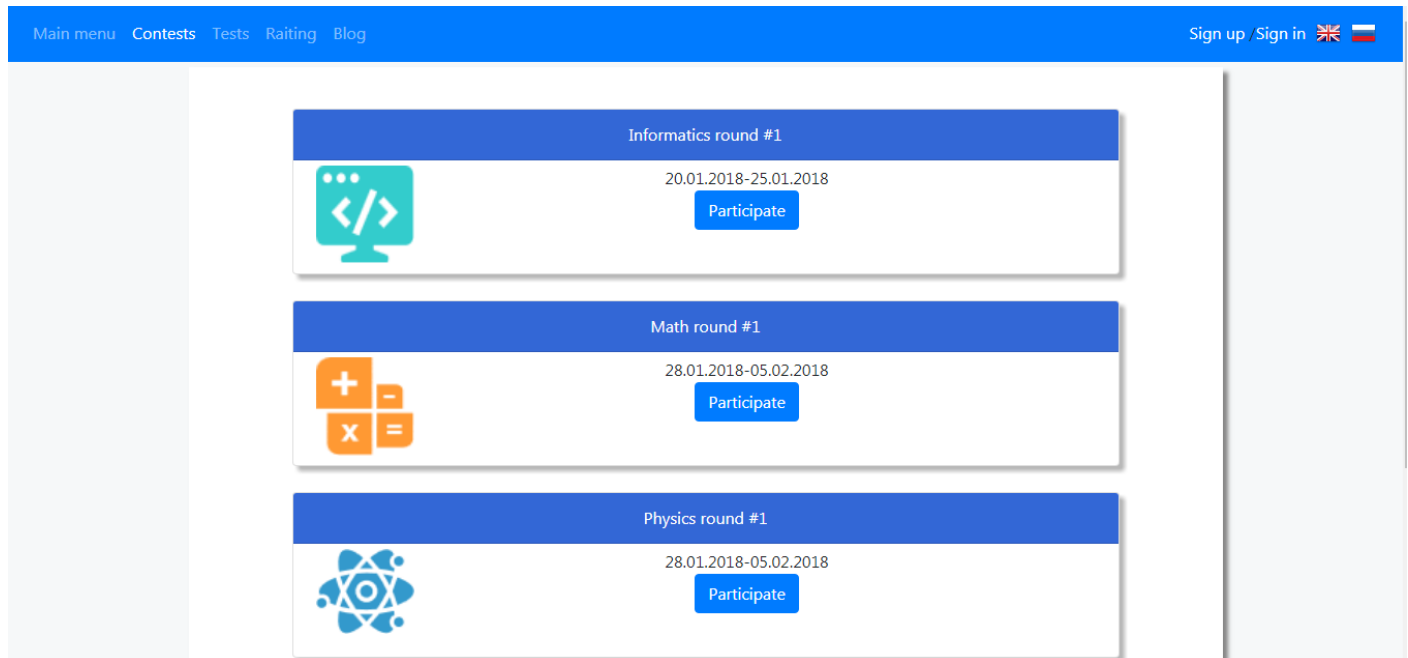 Main menu Contests Tests Raiting Blog Sign up /Sign in
Informatics round #1
20.01.2018-25.01.2018
Participate
Math round #1
28.01.2018-05.02.2018
Participate
Physics round #1
28.01.2018-05.02.2018
Participate